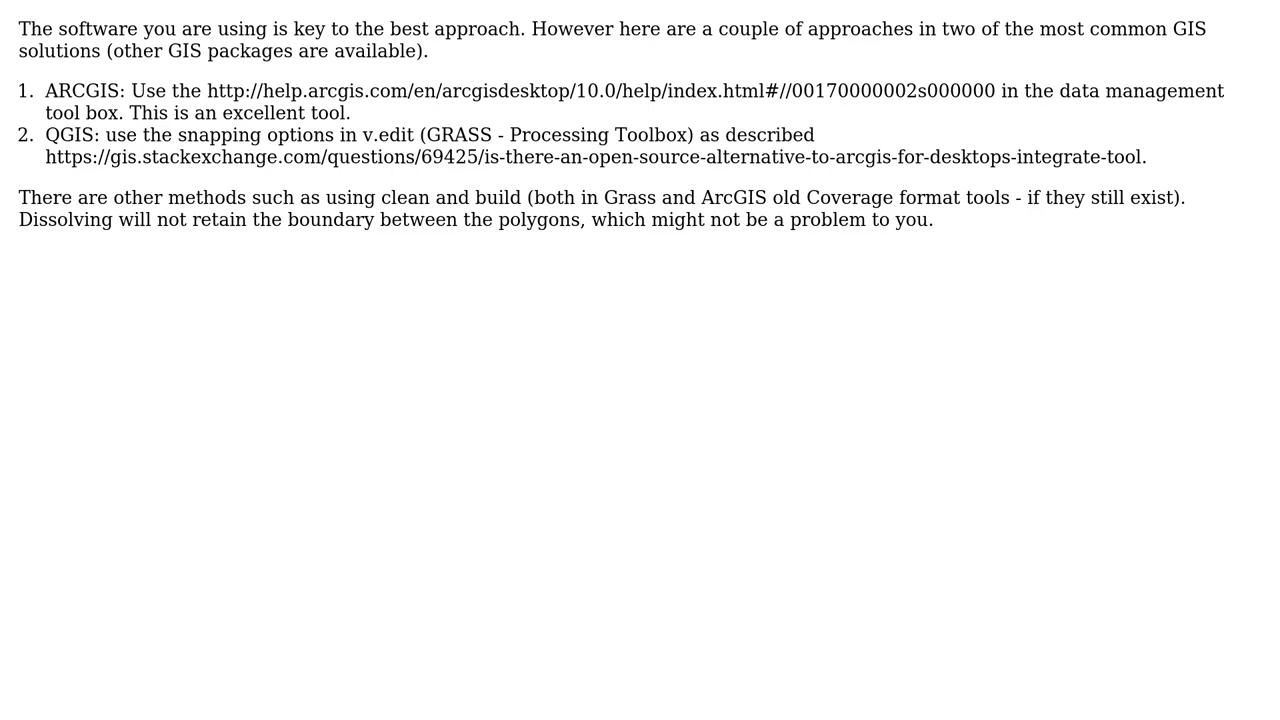 The software you are using is key to the best approach. However here are a couple of approaches in two of the most common GIS
solutions (other GIS packages are available).
1. ARCGIS: Use the http://help.arcgis.com/en/arcgisdesktop/10.0/help/index.html#//00170000002s000000 in the data management
tool box. This is an excellent tool.
2. QGIS: use the snapping options in v.edit (GRASS - Processing Toolbox) as described
https://gis.stackexchange.com/questions/69425/is-there-an-open-source-alternative-to-arcgis-for-desktops-integrate-tool.
There are other methods such as using clean and build (both in Grass and ArcGIS old Coverage format tools - if they still exist).
Dissolving will not retain the boundary between the polygons, which might not be a problem to you.